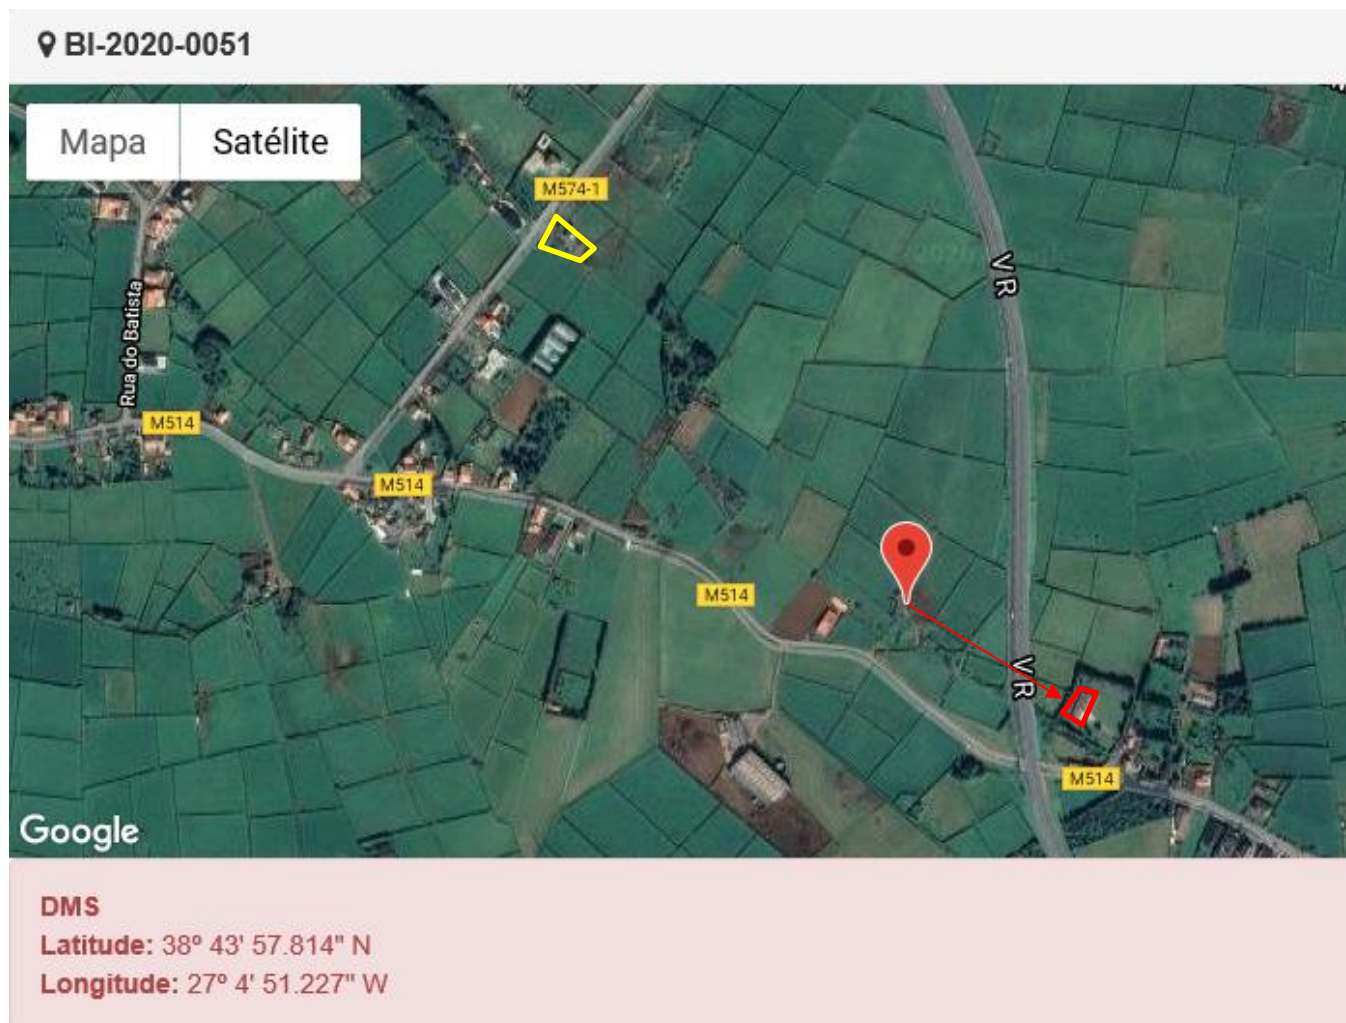 BI-2020-0051
Mapa
Satélite
M574-1
VR
Rua do Batista
M514
M514
M514
VR
M514
Google
DMS
Latitude: 38º 43' 57.814" N
Longitude: 27º 4' 51.227" W